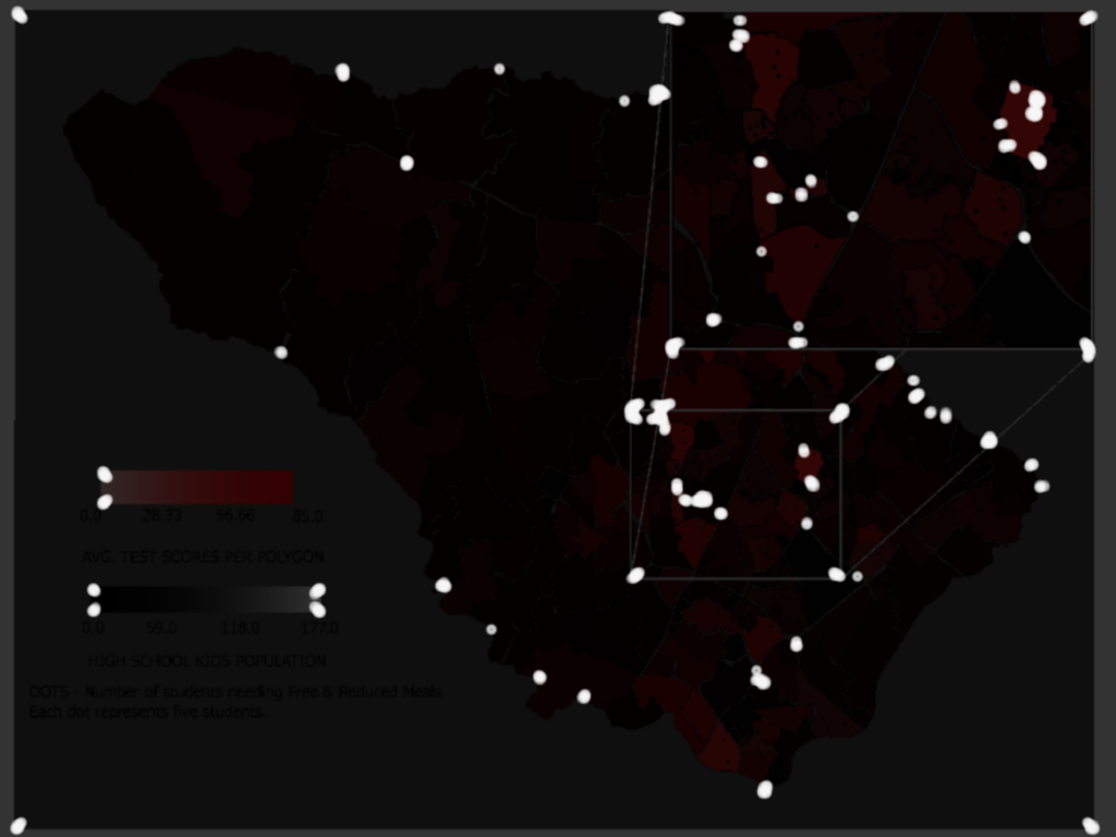 0.0 28.33 56.66 85.0
AVG. TEST SCORES PER POLYGON
0.0 59.0 118.0 177.0
HIGH SCHOOL KIDS POPULATION
DOTS - Number of students needing Free & Reduced Meals
Each dot represents five students.